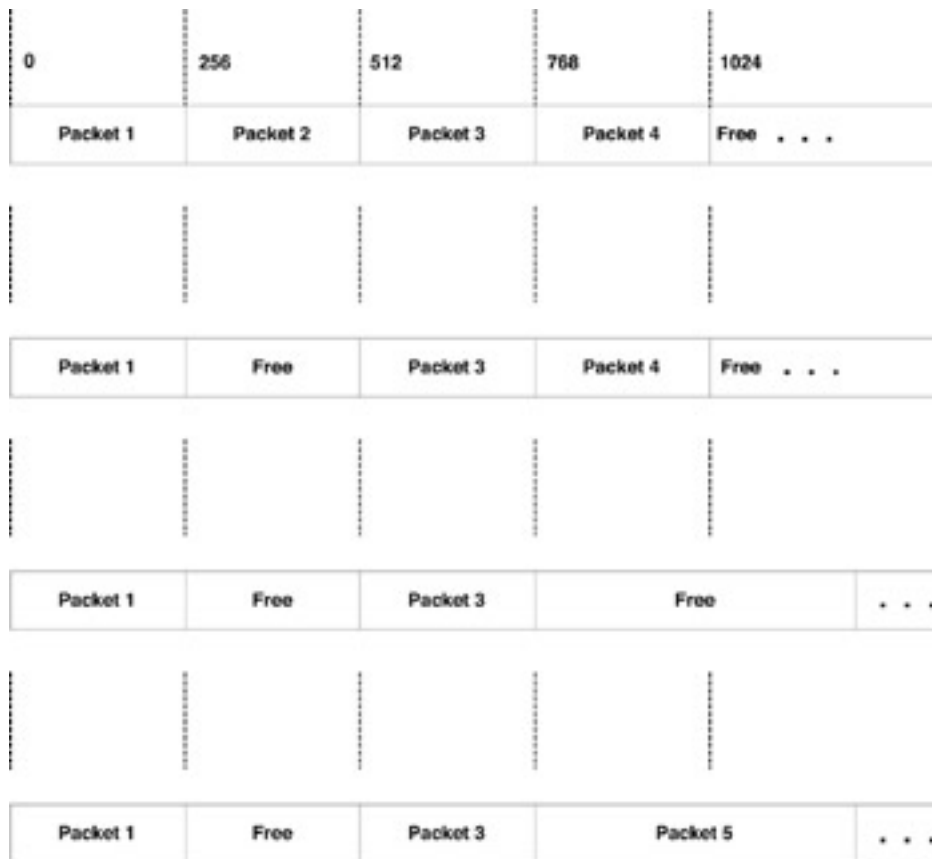 0 256 512 768 1024
Packet 1 Packet 2 Packet 3 Packet 4 Free . . .
Packet 1 Free Packet 3 Packet 4 Free . . .
Packet 1 Free Packet 3 Free . . .
Packet 1 Free Packet 3 Packet 5 . . .